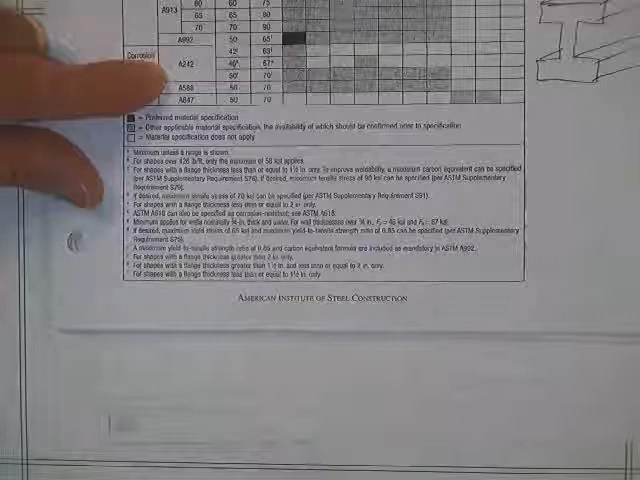 60 60 75
A913 65 65 80
70 70 90
A992 50 65
Corrosion
42 63
A242 46 67
50 70
A588 50 70
A847 50 70
= Preferred material specification
= Other applicable material specification, the availability of which should be confirmed prior to specification
= Material specification does not apply
Minimum unless a range is shown.
For shapes over 426 lb/ft, only the minimum of 58 ksi applies.
For shapes with a flange thickness less than or equal to 1½ in. only. To improve weldability, a maximum carbon equivalent can be specified
(per ASTM Supplementary Requirement S78). If desired, maximum tensile stress of 90 ksi can be specified (per ASTM Supplementary
Requirement S79).
If desired, maximum tensile stress of 70 ksi can be specified (per ASTM Supplementary Requirement S91).
For shapes with a flange thickness less than or equal to 2 in. only.
ASTM A618 can also be specified as corrosion-resistant; see ASTM A618.
Minimum applies for walls nominally ¾-in. thick and under. For wall thicknesses over ¾ in., Fy = 46 ksi and Fu = 67 ksi.
If desired, maximum yield stress of 65 ksi and maximum yield-to-tensile strength ratio of 0.85 can be specified (per ASTM Supplementary
Requirement S75).
A maximum yield-to-tensile strength ratio of 0.85 and carbon equivalent formula are included as mandatory in ASTM A992.
For shapes with a flange thickness greater than 2 in. only.
For shapes with a flange thickness greater than 1½ in. and less than or equal to 2 in. only.
For shapes with a flange thickness less than or equal to 1½ in. only.
AMERICAN INSTITUTE OF STEEL CONSTRUCTION